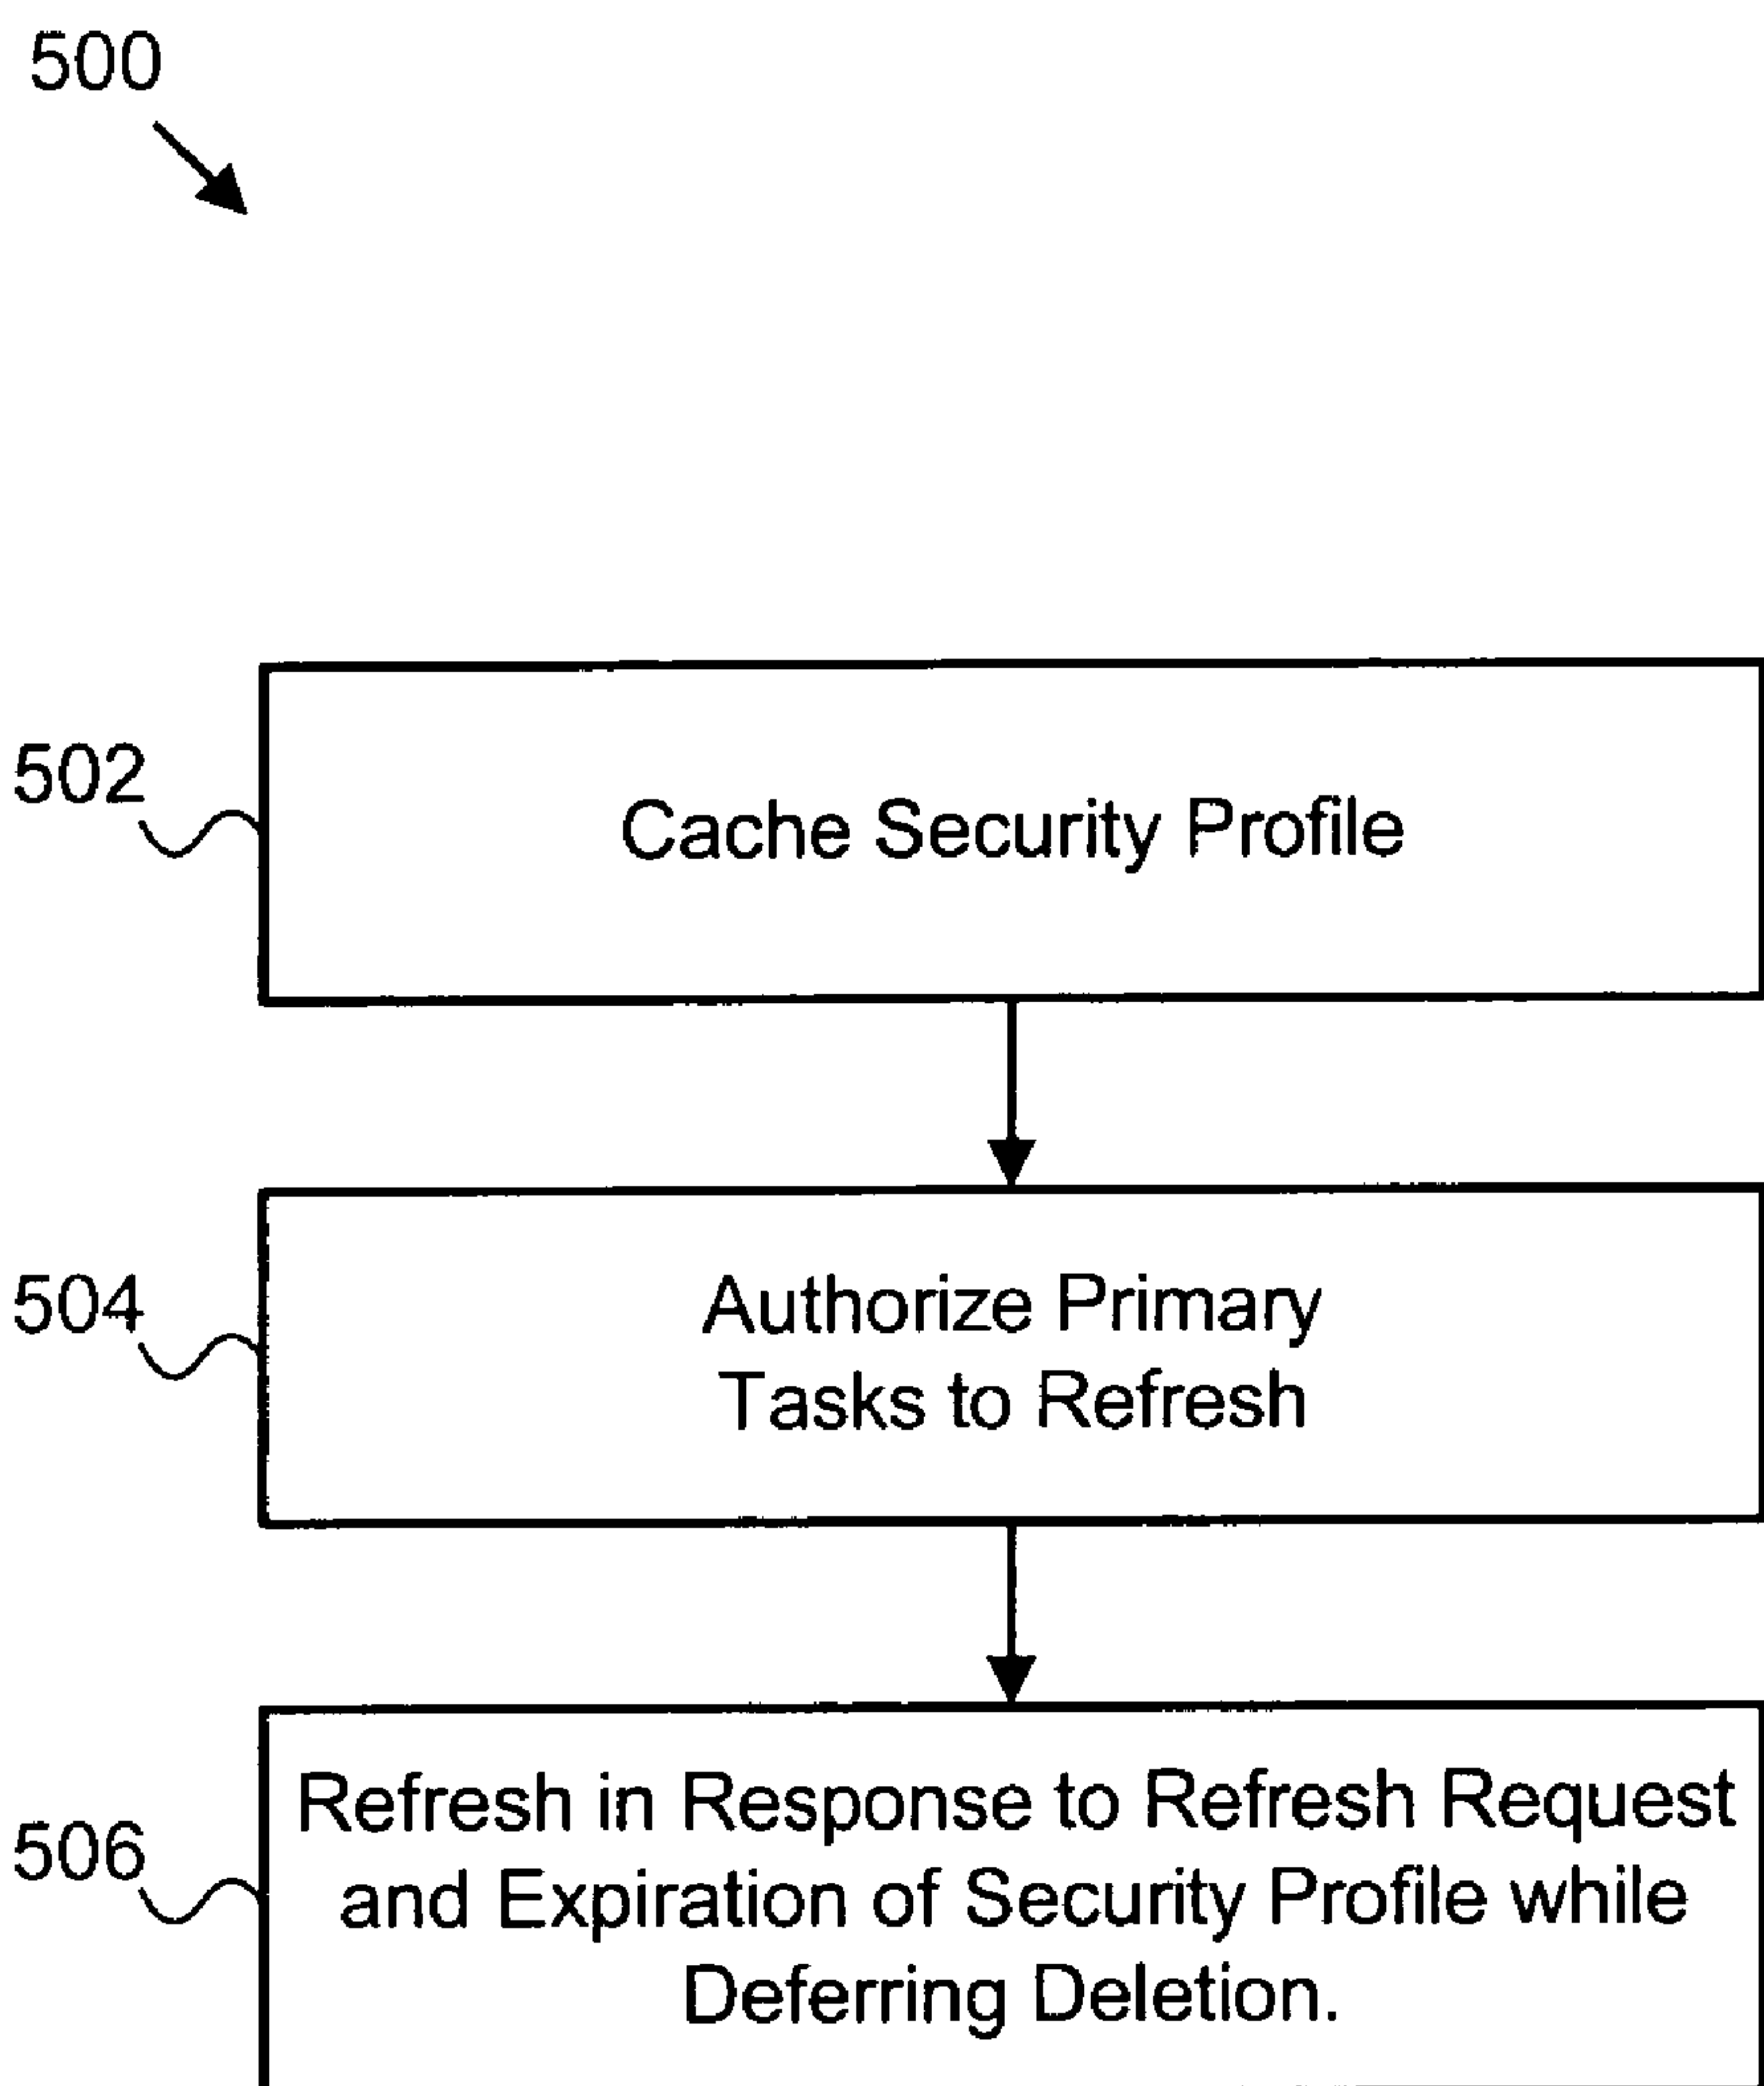 500
502
Cache Security Profile
504
Authorize Primary
Tasks to Refresh
506
Refresh in Response to Refresh Request
and Expiration of Security Profile while
Deferring Deletion.